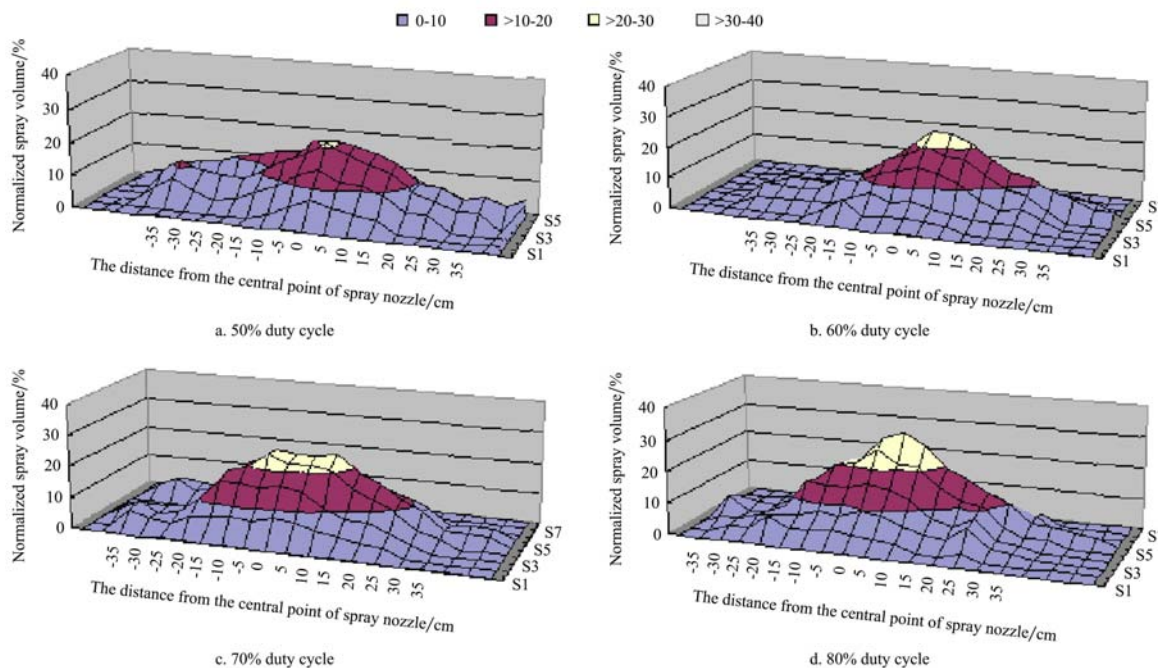 0-10 >10-20 >20-30 >30-40
Normalized spray volume/%
40
30
20
10
0
-35 -30 -25 -20 -15 -10 -5 0 5 10 15 20 25 30 35
S5
S3
S1
The distance from the central point of spray nozzle/cm
a. 50% duty cycle
Normalized spray volume/%
40
30
20
10
0
-35 -30 -25 -20 -15 -10 -5 0 5 10 15 20 25 30 35
S
S5
S3
S1
The distance from the central point of spray nozzle/cm
b. 60% duty cycle
Normalized spray volume/%
40
30
20
10
0
-35 -30 -25 -20 -15 -10 -5 0 5 10 15 20 25 30 35
S7
S5
S3
S1
The distance from the central point of spray nozzle/cm
c. 70% duty cycle
Normalized spray volume/%
40
30
20
10
0
-35 -30 -25 -20 -15 -10 -5 0 5 10 15 20 25 30 35
S
S5
S3
S1
The distance from the central point of spray nozzle/cm
d. 80% duty cycle